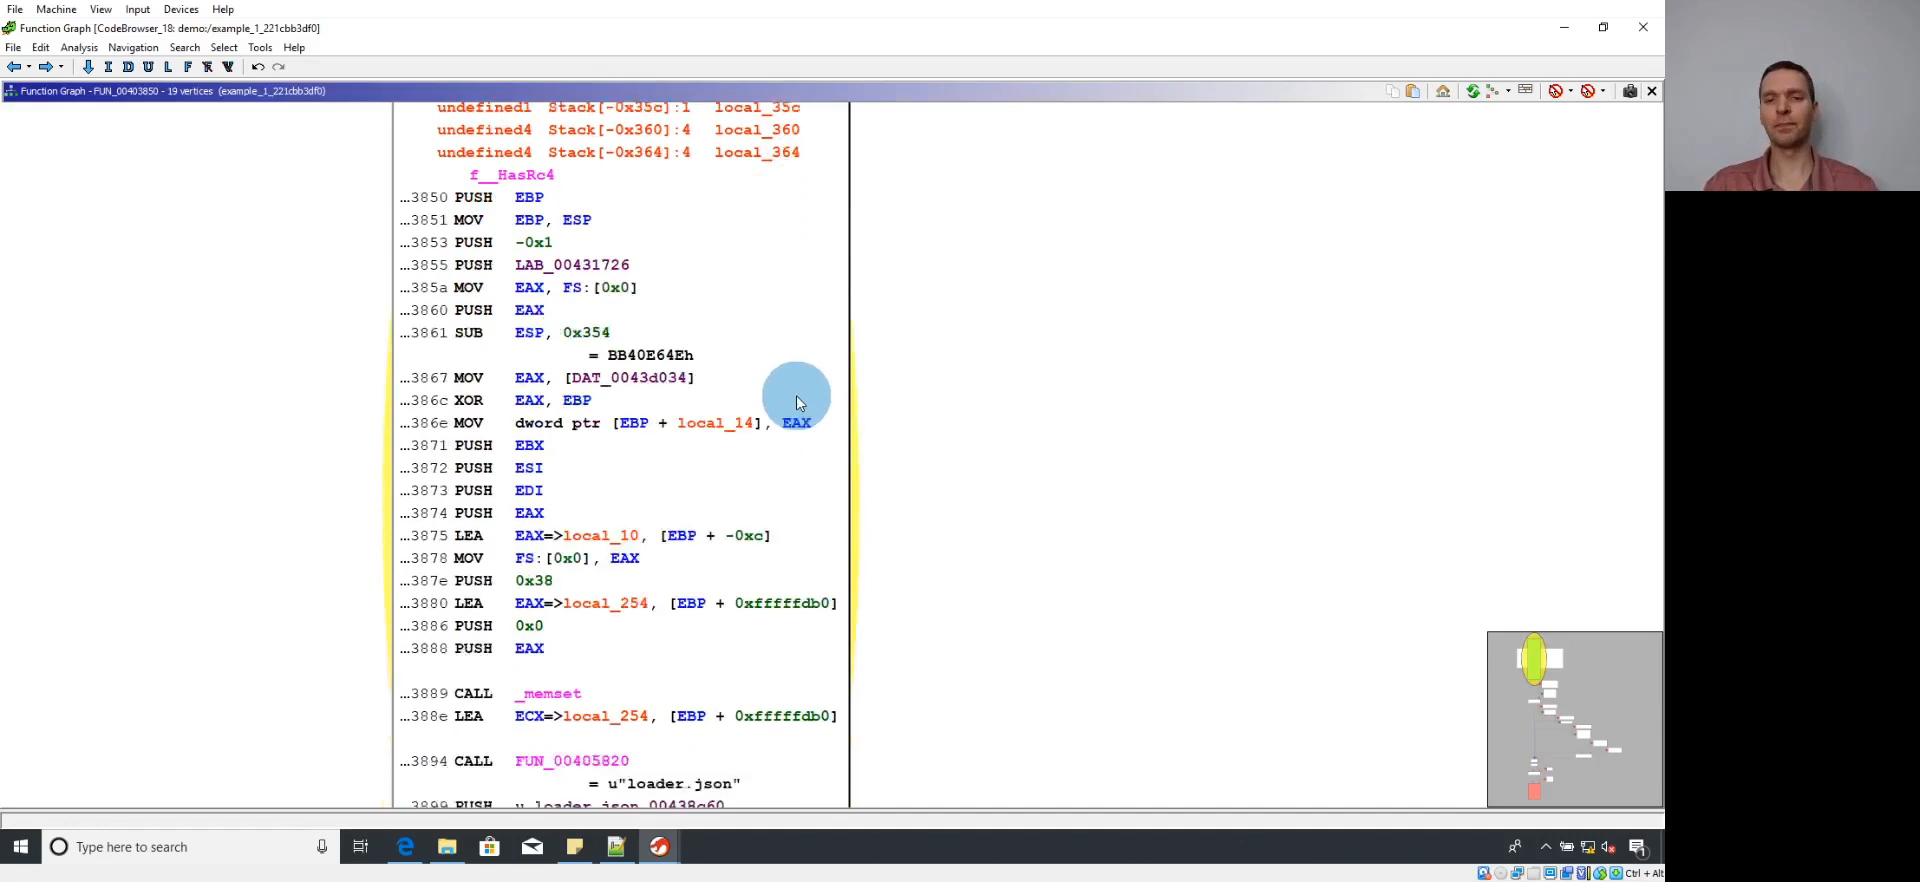 File Machine View Input Devices Help
Function Graph [CodeBrowser_18: demo:/example_1_221cbb3df0]
File Edit Analysis Navigation Search Select Tools Help
I D U L F
Function Graph - FUN_00403850 - 19 vertices (example_1_221cbb3df0)
undefined1 Stack[-0x35c]:1 local_35c
undefined4 Stack[-0x360]:4 local_360
undefined4 Stack[-0x364]:4 local_364
f__HasRc4
...3850 PUSH EBP
...3851 MOV EBP, ESP
...3853 PUSH -0x1
...3855 PUSH LAB_00431726
...385a MOV EAX, FS:[0x0]
...3860 PUSH EAX
...3861 SUB ESP, 0x354
= BB40E64Eh
...3867 MOV EAX, [DAT_0043d034]
...386c XOR EAX, EBP
...386e MOV dword ptr [EBP + local_14], EAX
...3871 PUSH EBX
...3872 PUSH ESI
...3873 PUSH EDI
...3874 PUSH EAX
...3875 LEA EAX=>local_10, [EBP + -0xc]
...3878 MOV FS:[0x0], EAX
...387e PUSH 0x38
...3880 LEA EAX=>local_254, [EBP + 0xfffffdb0]
...3886 PUSH 0x0
...3888 PUSH EAX
...3889 CALL _memset
...388e LEA ECX=>local_254, [EBP + 0xfffffdb0]
...3894 CALL FUN_00405820
= u"loader.json"
...3899 PUSH u_loader.json_00438c60
Type here to search
1
Ctrl + Alt